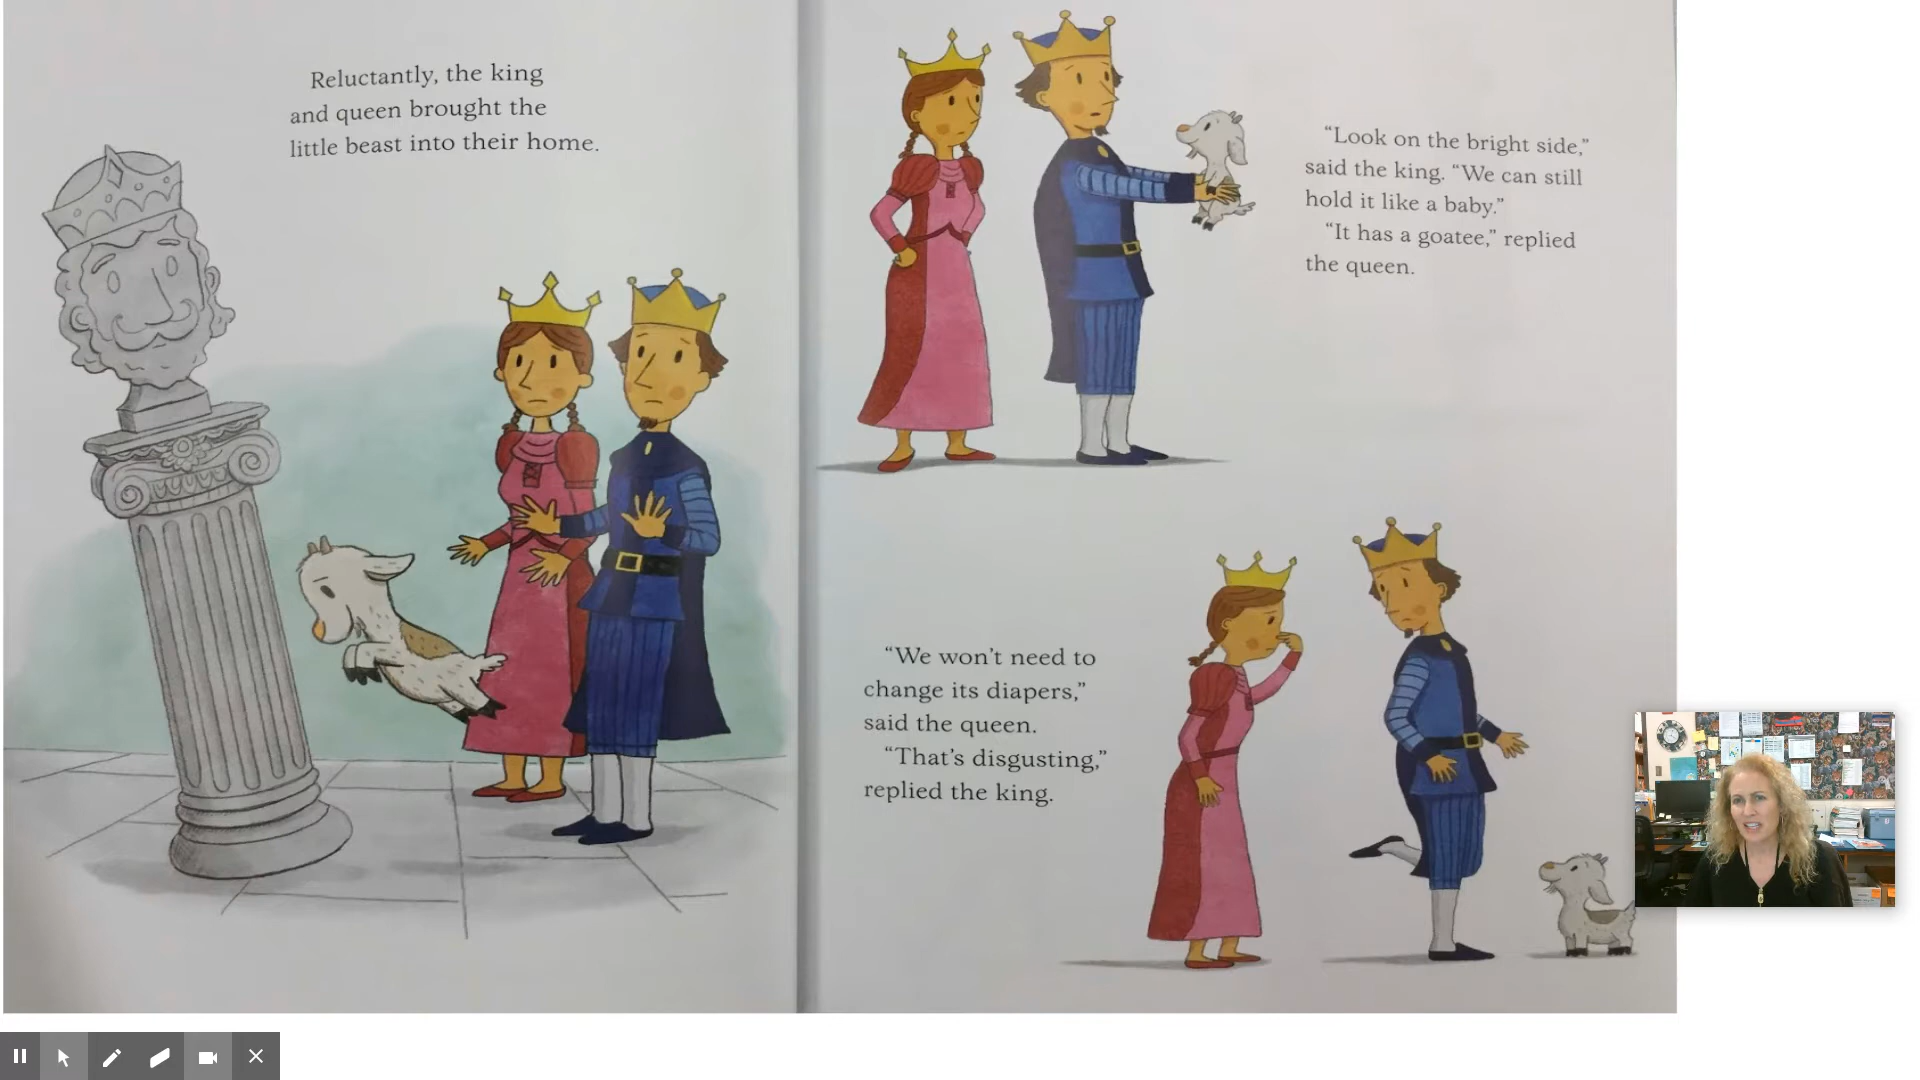 Reluctantly, the king
and queen brought the
little beast into their home.
“Look on the bright side,”
said the king. “We can still
hold it like a baby.”
“It has a goatee,” replied
the queen.
“We won’t need to
change its diapers,”
said the queen.
“That’s disgusting,”
replied the king.